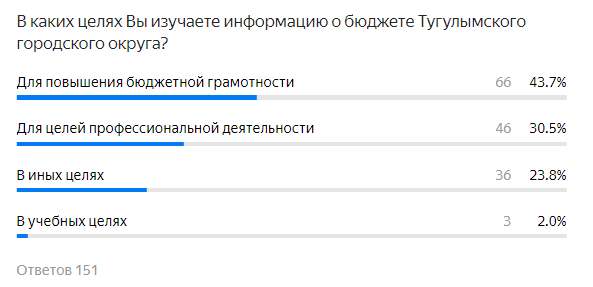 В каких целях Вы изучаете информацию о бюджете Тугулымского
городского округа?
Для повышения бюджетной грамотности 66 43.7%
Для целей профессиональной деятельности 46 30.5%
В иных целях 36 23.8%
В учебных целях 3 2.0%
Ответов 151